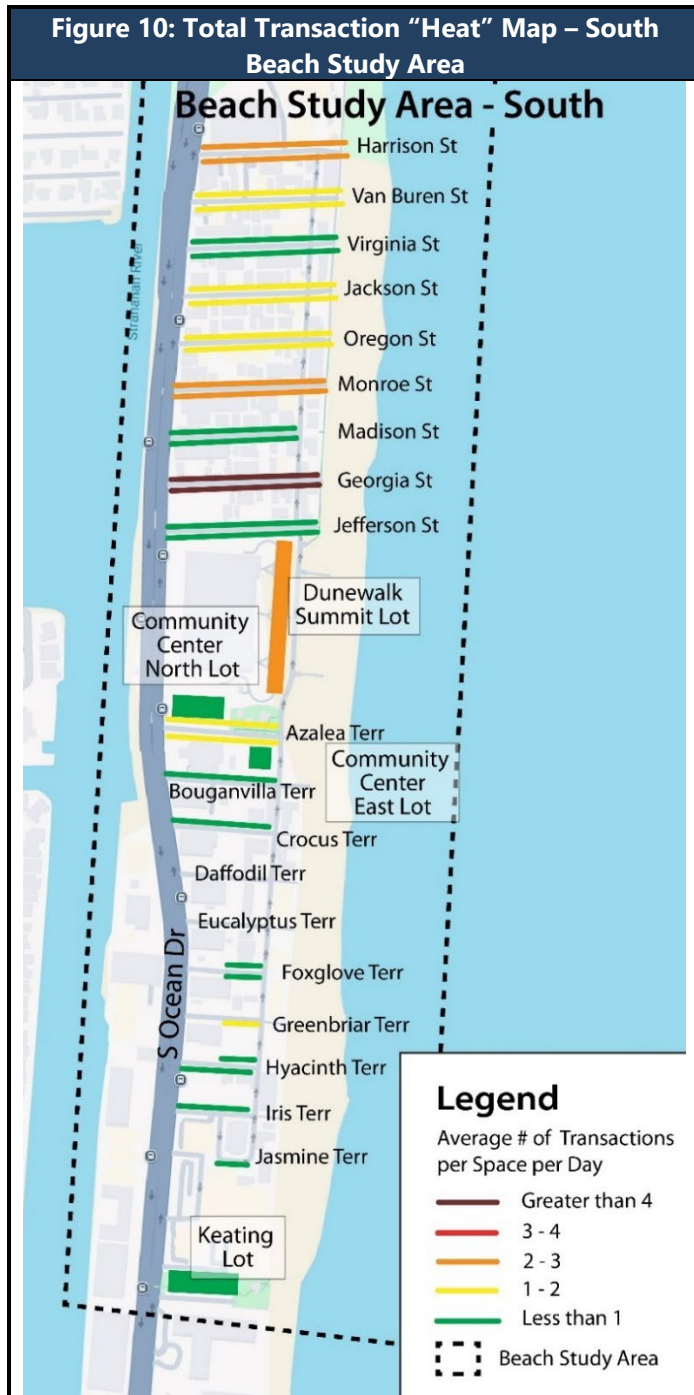 Figure 10: Total Transaction “Heat” Map – South
Beach Study Area
Beach Study Area - South
Harrison St
Van Buren St
Virginia St
Stranahan River
Jackson St
Oregon St
Monroe St
Madison St
Georgia St
Jefferson St
Dunewalk
Summit Lot
Community
Center
North Lot
Azalea Terr
Community
Center
East Lot
Bouganvilla Terr
Crocus Terr
Daffodil Terr
Eucalyptus Terr
S Ocean Dr
Foxglove Terr
Greenbriar Terr
Hyacinth Terr
Iris Terr
Jasmine Terr
Keating
Lot
Legend
Average # of Transactions
per Space per Day
Greater than 4
3 - 4
2 - 3
1 - 2
Less than 1
Beach Study Area